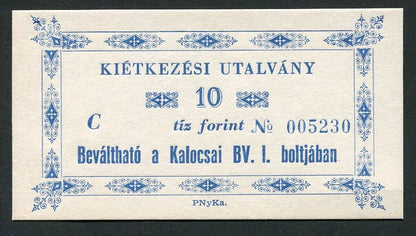 KIÉTKEZÉSI UTALVÁNY
10
C tíz forint № 005230
Beváltható a Kalocsai BV. I. boltjában
PNyKa.